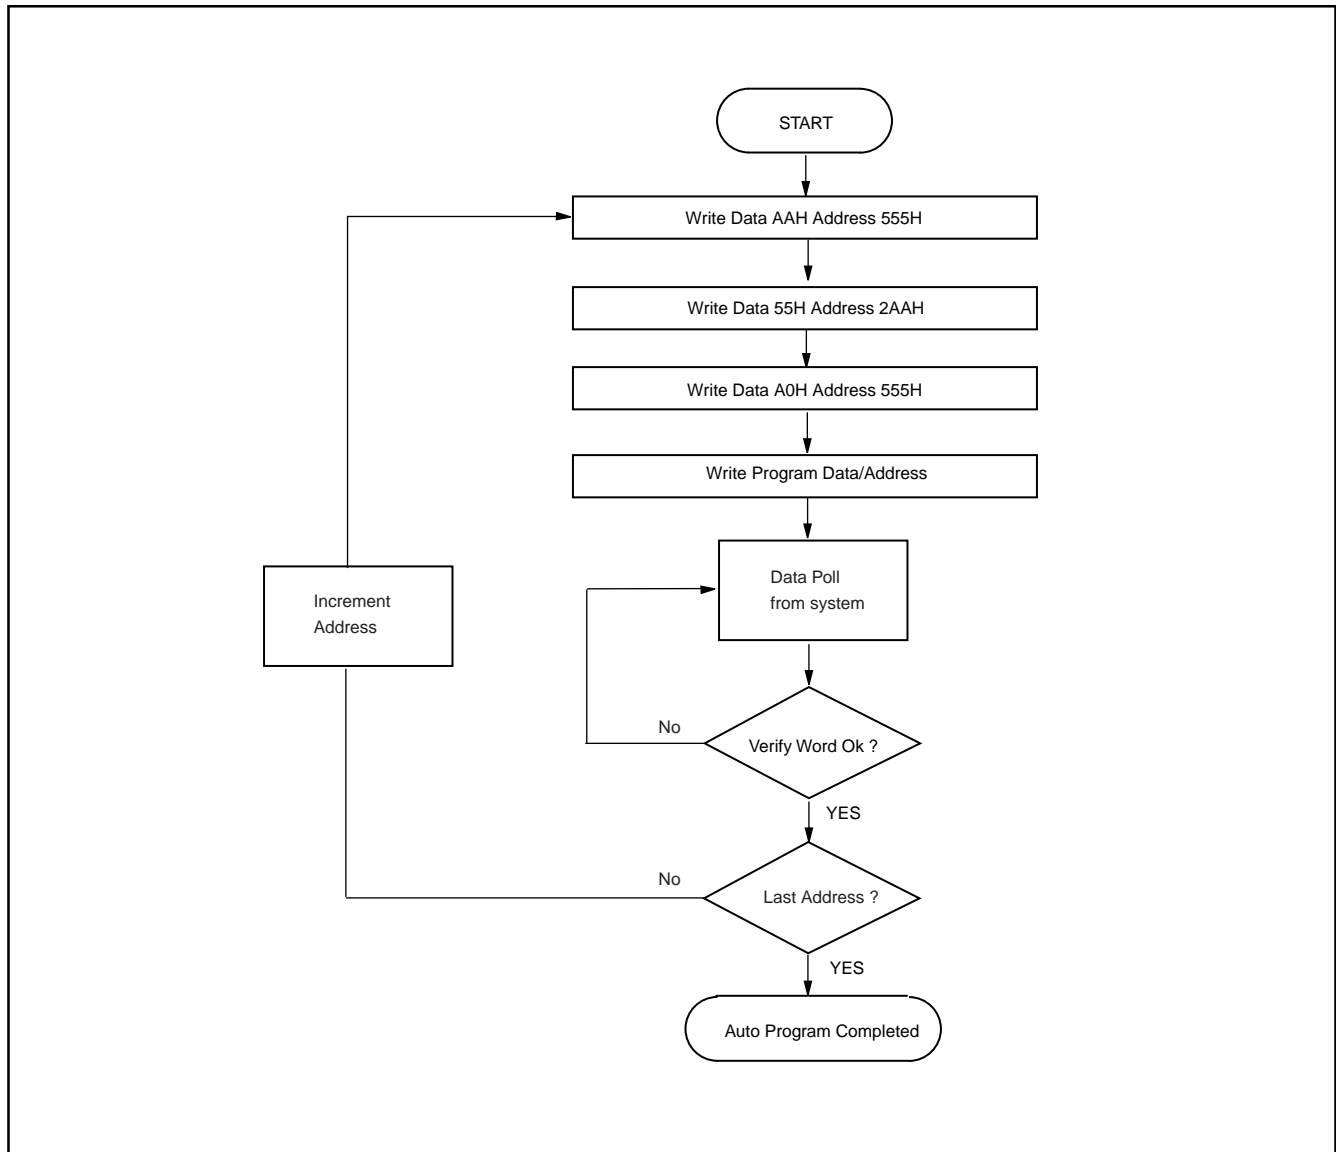 START
Write Data AAH Address 555H
Write Data 55H Address 2AAH
Write Data A0H Address 555H
Write Program Data/Address
Data Poll
from system
Increment
Address
No
Verify Word Ok ?
YES
No
Last Address ?
YES
Auto Program Completed